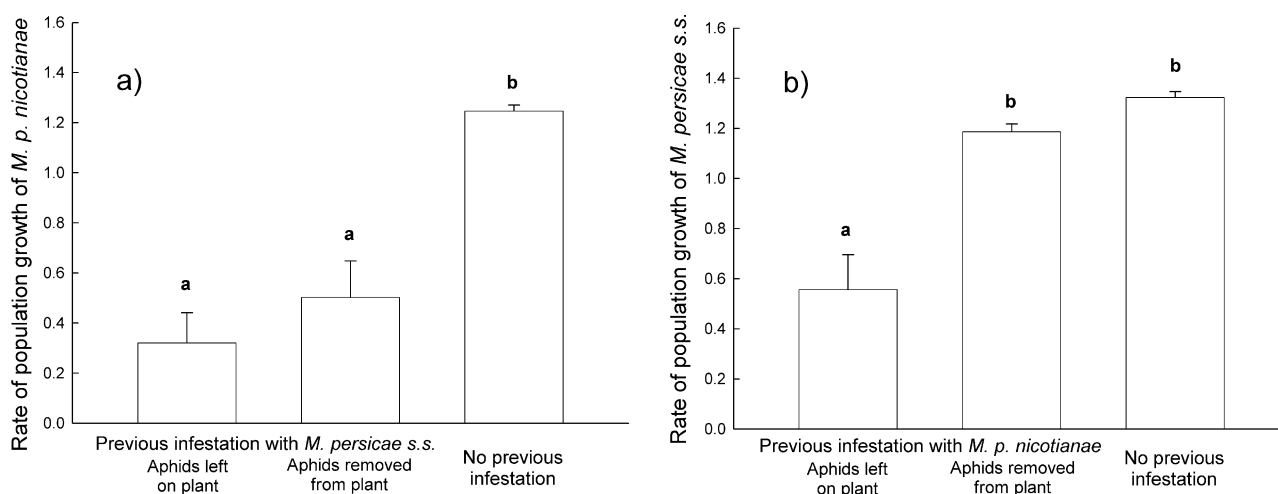 Rate of population growth of M. p. nicotianae
1.6
1.4
1.2
1.0
0.8
0.6
0.4
0.2
0.0
a)
a
a
b
Previous infestation with M. persicae s.s.
Aphids left
on plant
Aphids removed
from plant
No previous
infestation
Rate of population growth of M. persicae s.s.
1.6
1.4
1.2
1.0
0.8
0.6
0.4
0.2
0.0
b)
a
b
b
Previous infestation with M. p. nicotianae
Aphids left
on plant
Aphids removed
from plant
No previous
infestation